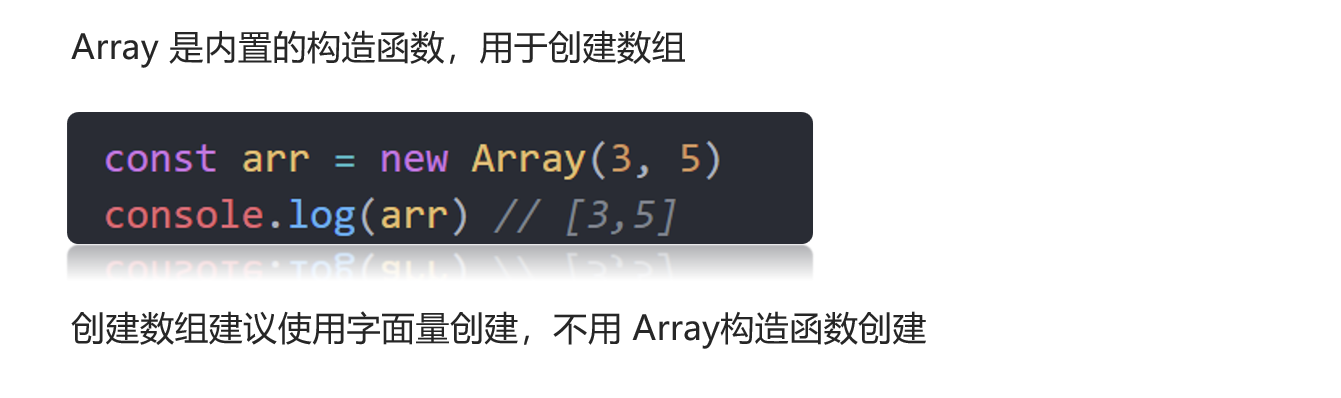 Array 是内置的构造函数，用于创建数组
const arr = new Array(3, 5)
console.log(arr) // [3,5]
创建数组建议使用字面量创建，不用 Array构造函数创建